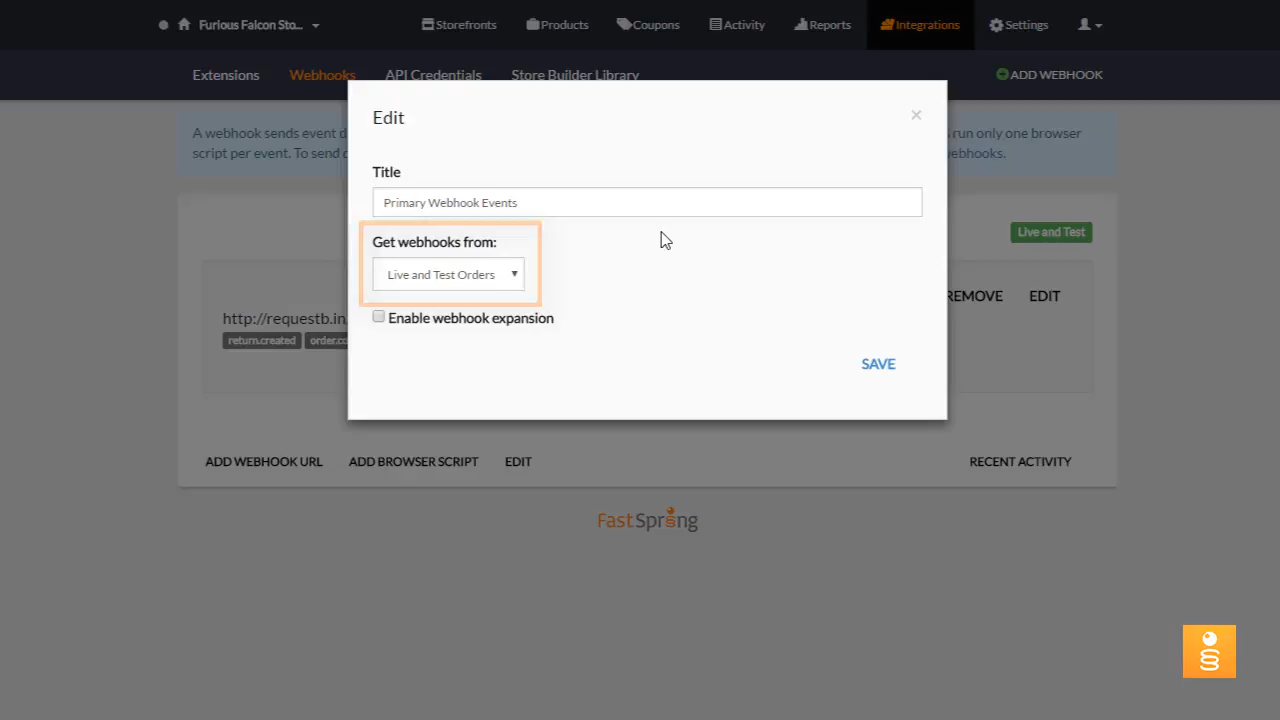 Furious Falcon Sto...
Storefronts
Products
Coupons
Activity
Reports
Integrations
Settings
Extensions
Webhooks
API Credentials
Store Builder Library
ADD WEBHOOK
A webhook sends event d
s run only one browser
script per event. To send
ebhooks.
Edit
×
Title
Primary Webhook Events
Get webhooks from:
Live and Test Orders
Enable webhook expansion
SAVE
Live and Test
http://requestb.in
REMOVE
EDIT
return.created
order.co
ADD WEBHOOK URL
ADD BROWSER SCRIPT
EDIT
RECENT ACTIVITY
FastSpring